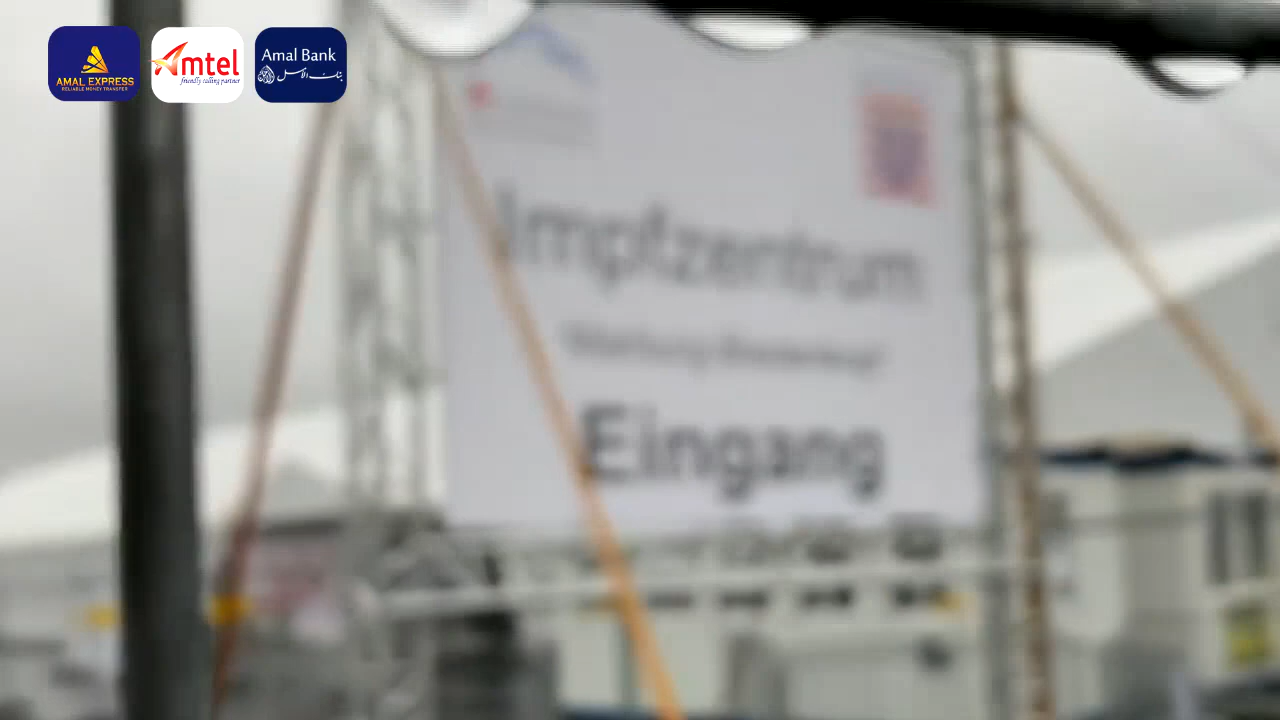 AMAL EXPRESS
RELIABLE MONEY TRANSFER
Amtel
friendly calling partner
Amal Bank
بنك الأمل
Impfzentrum
Eingang